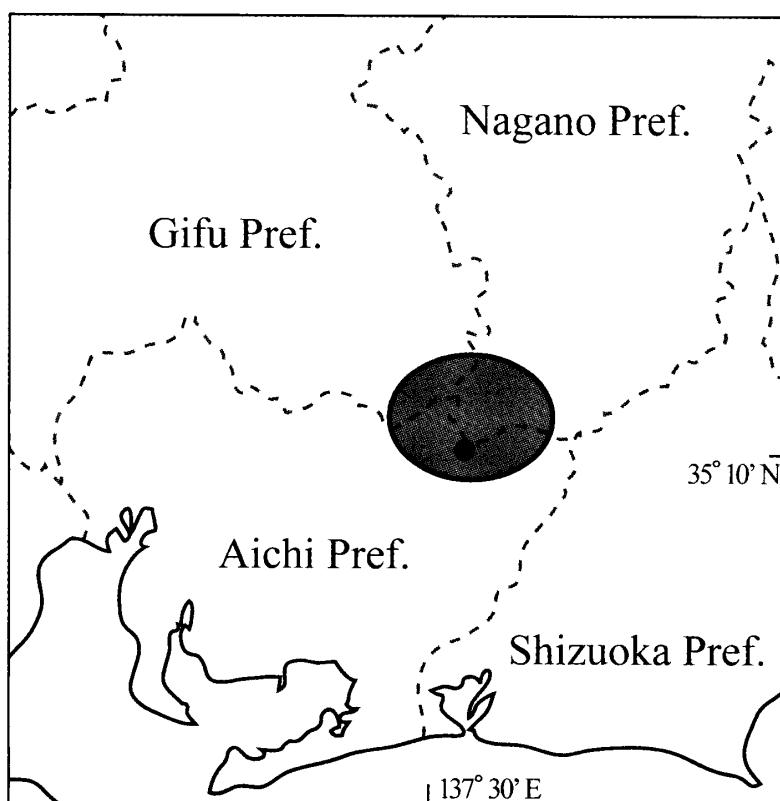 Nagano Pref.
Gifu Pref.
35° 10' N
Aichi Pref.
Shizuoka Pref.
137° 30' E